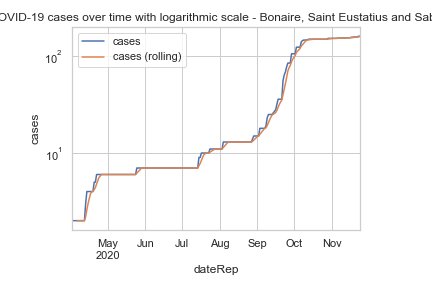 OVID-19 cases over time with logarithmic scale - Bonaire, Saint Eustatius and Sab
cases
cases (rolling)
10²
10¹
cases
May
2020
Jun
Jul
Aug
Sep
Oct
Nov
dateRep